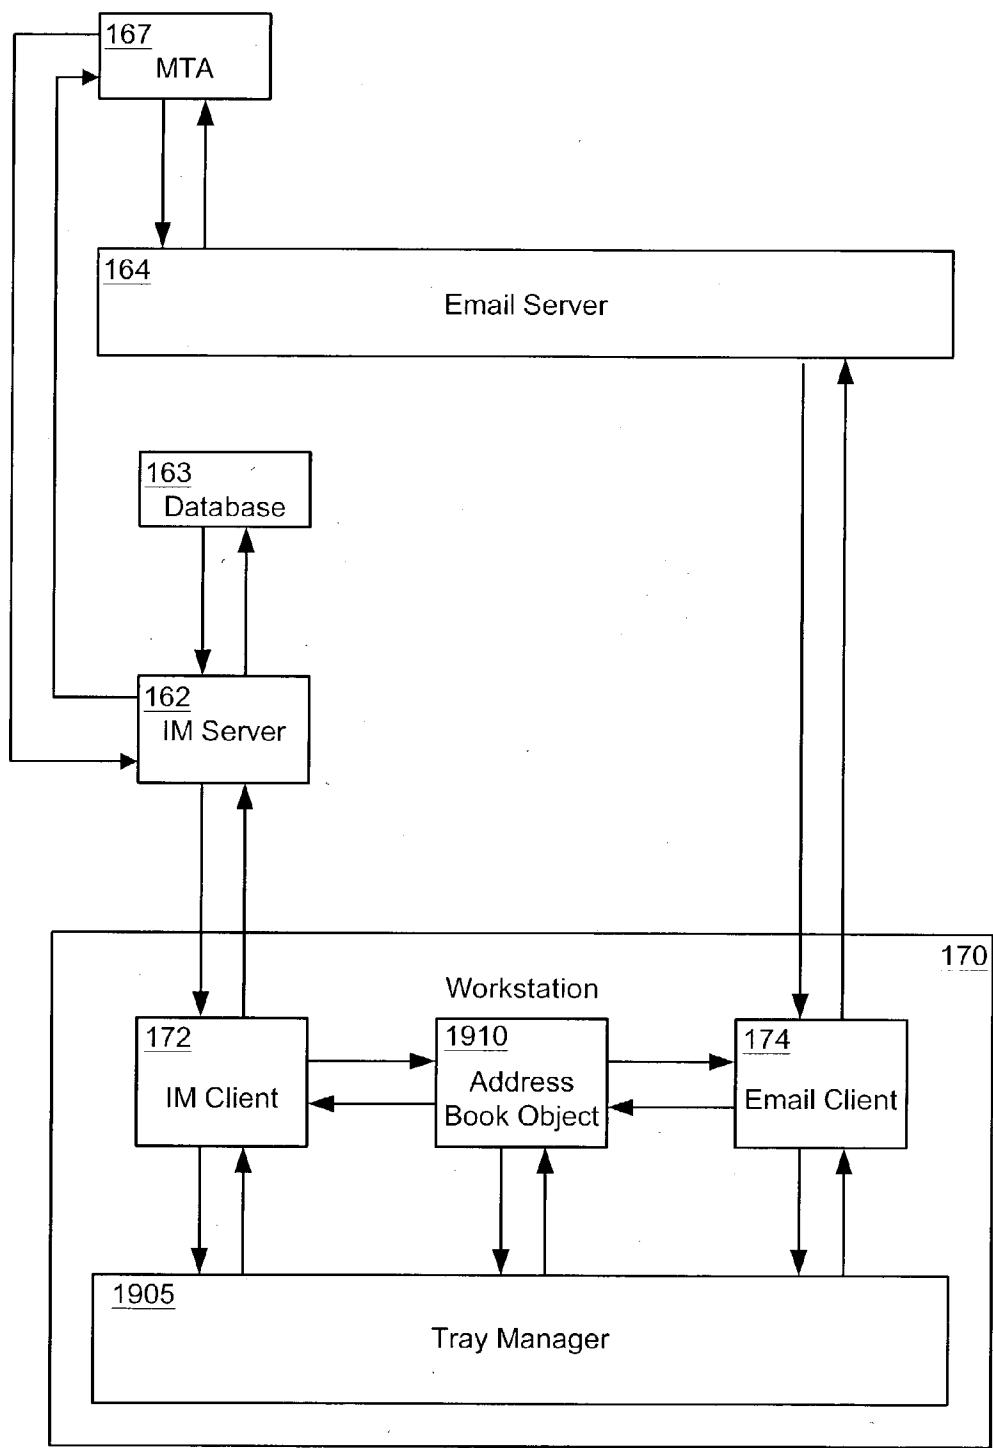 167
MTA
164
Email Server
163
Database
162
IM Server
170
Workstation
172
IM Client
1910
Address
Book Object
174
Email Client
1905
Tray Manager